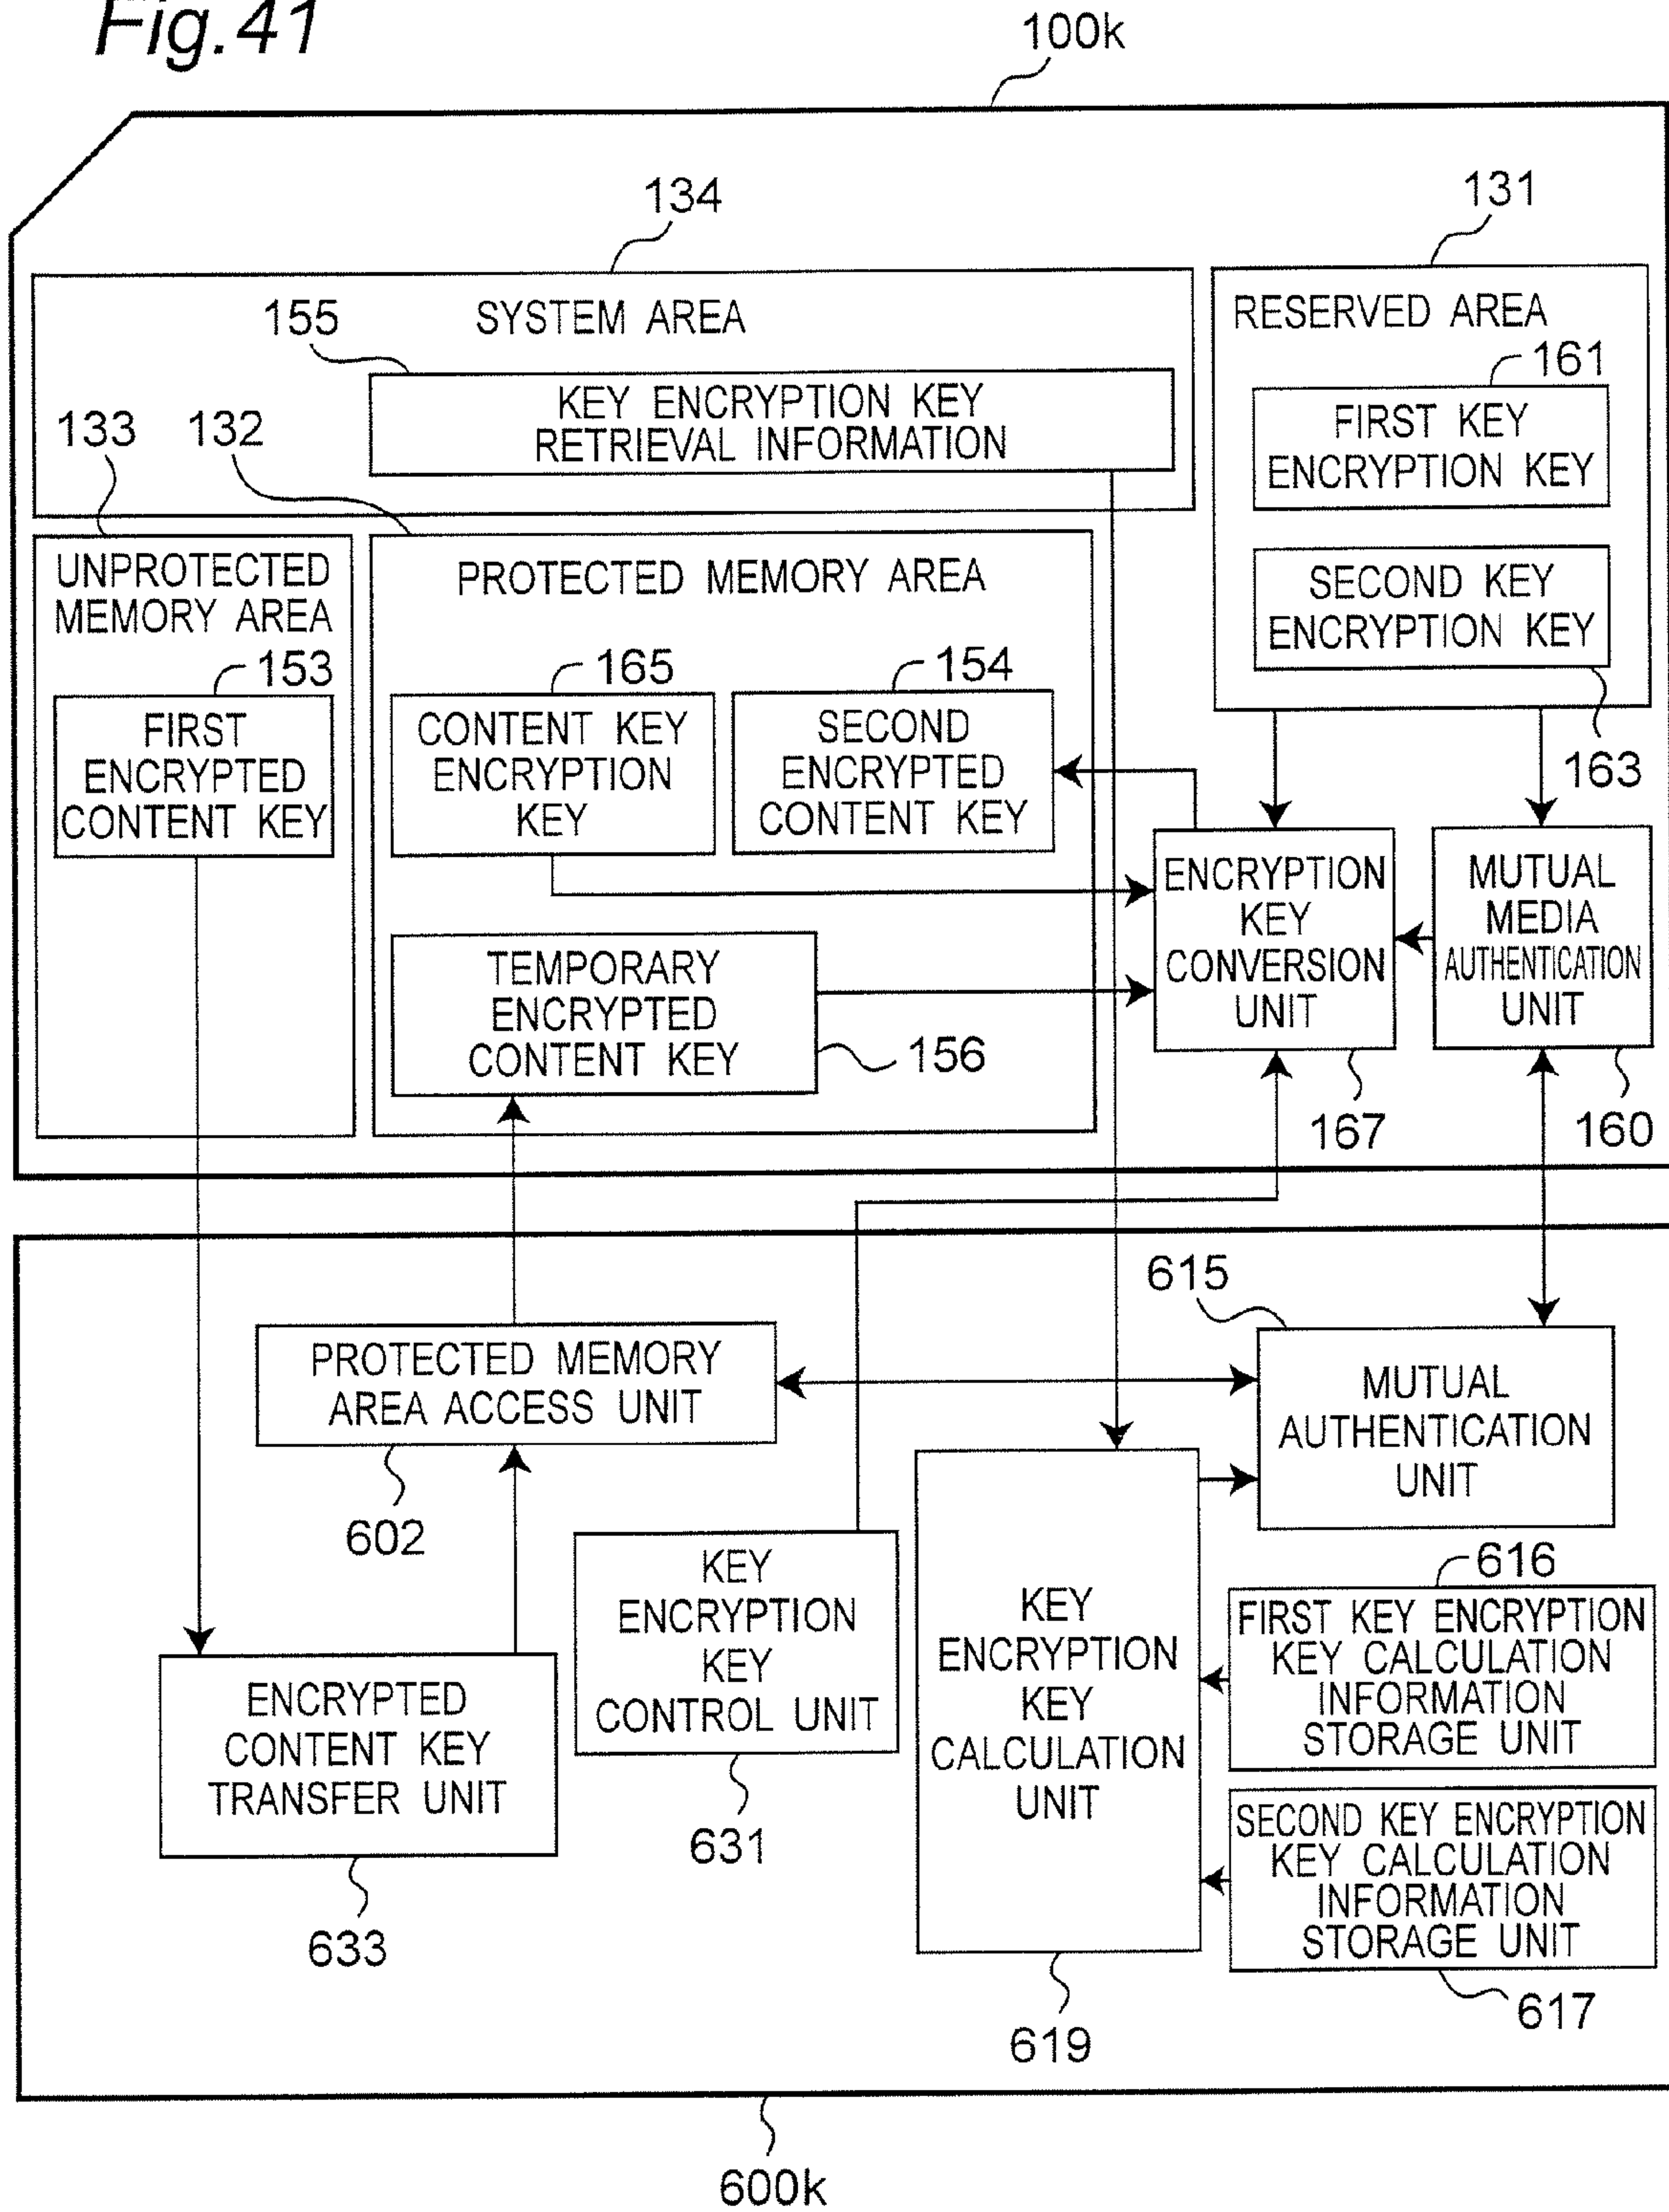 Fig.41
100k
134
131
155
SYSTEM AREA
RESERVED AREA
161
KEY ENCRYPTION KEY
RETRIEVAL INFORMATION
FIRST KEY
ENCRYPTION KEY
133
132
UNPROTECTED
MEMORY AREA
PROTECTED MEMORY AREA
SECOND KEY
ENCRYPTION KEY
153
165
154
163
FIRST
ENCRYPTED
CONTENT KEY
CONTENT KEY
ENCRYPTION
KEY
SECOND
ENCRYPTED
CONTENT KEY
ENCRYPTION
KEY
CONVERSION
UNIT
MUTUAL
MEDIA
AUTHENTICATION
UNIT
TEMPORARY
ENCRYPTED
CONTENT KEY
156
167
160
615
PROTECTED MEMORY
AREA ACCESS UNIT
MUTUAL
AUTHENTICATION
UNIT
602
KEY
ENCRYPTION
KEY
CONTROL UNIT
KEY
ENCRYPTION
KEY
CALCULATION
UNIT
616
FIRST KEY ENCRYPTION
KEY CALCULATION
INFORMATION
STORAGE UNIT
ENCRYPTED
CONTENT KEY
TRANSFER UNIT
631
SECOND KEY ENCRYPTION
KEY CALCULATION
INFORMATION
STORAGE UNIT
633
619
617
600k